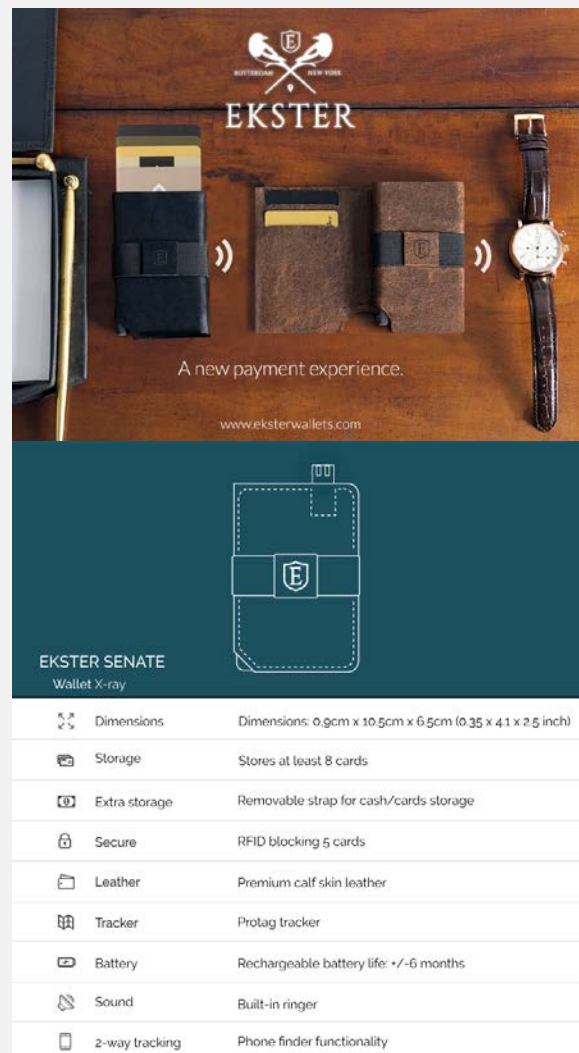 E
ROTTERDAM NEW YORK
EKSTER
E
E
A new payment experience.
www.eksterwallets.com
E
EKSTER SENATE
Wallet X-ray
Dimensions Dimensions: 0,9cm x 10.5cm x 6.5cm (0.35 x 4.1 x 2.5 inch)
Storage Stores at least 8 cards
Extra storage Removable strap for cash/cards storage
Secure RFID blocking 5 cards
Leather Premium calf skin leather
Tracker Protag tracker
Battery Rechargeable battery life: +/-6 months
Sound Built-in ringer
2-way tracking Phone finder functionality